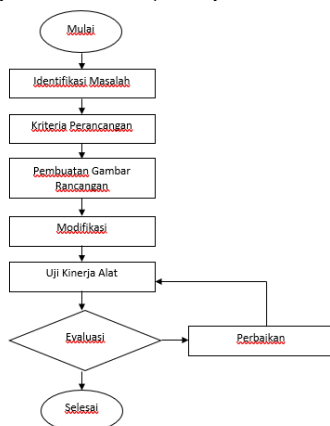 Mulai
Identifikasi Masalah
Kriteria Perancangan
Pembuatan Gambar
Rancangan
Modifikasi
Uji Kinerja Alat
Evaluasi
Perbaikan
Selesai